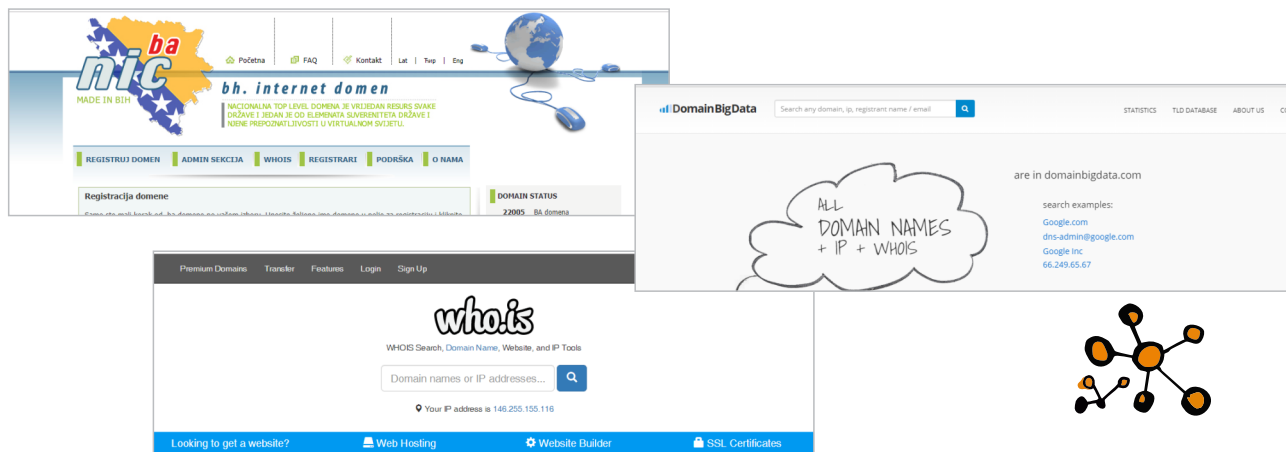 ba
nic
MADE IN BIH
Početna
FAQ
Kontakt
Lat | Ћир | Eng
bh. internet domen
NACIONALNA TOP LEVEL DOMENA JE VRIJEDAN RESURS SVAKE
DRŽAVE I JEDAN JE OD ELEMENATA SUVERENITETA DRŽAVE I
NJENE PREPOZNATLJIVOSTI U VIRTUALNOM SVIJETU.
REGISTRUJ DOMEN
ADMIN SEKCIJA
WHOIS
REGISTRARI
PODRŠKA
O NAMA
Registracija domene
DOMAIN STATUS
22005 BA domena
DomainBigData
Search any domain, ip, registrant name / email
STATISTICS
TLD DATABASE
ABOUT US
ALL
DOMAIN NAMES
+ IP + WHOIS
are in domainbigdata.com
search examples:
Google.com
dns-admin@google.com
Google Inc
66.249.65.67
Premium Domains
Transfer
Features
Login
Sign Up
who.is
WHOIS Search, Domain Name, Website, and IP Tools
Domain names or IP addresses...
Your IP address is 146.255.155.116
Looking to get a website?
Web Hosting
Website Builder
SSL Certificates